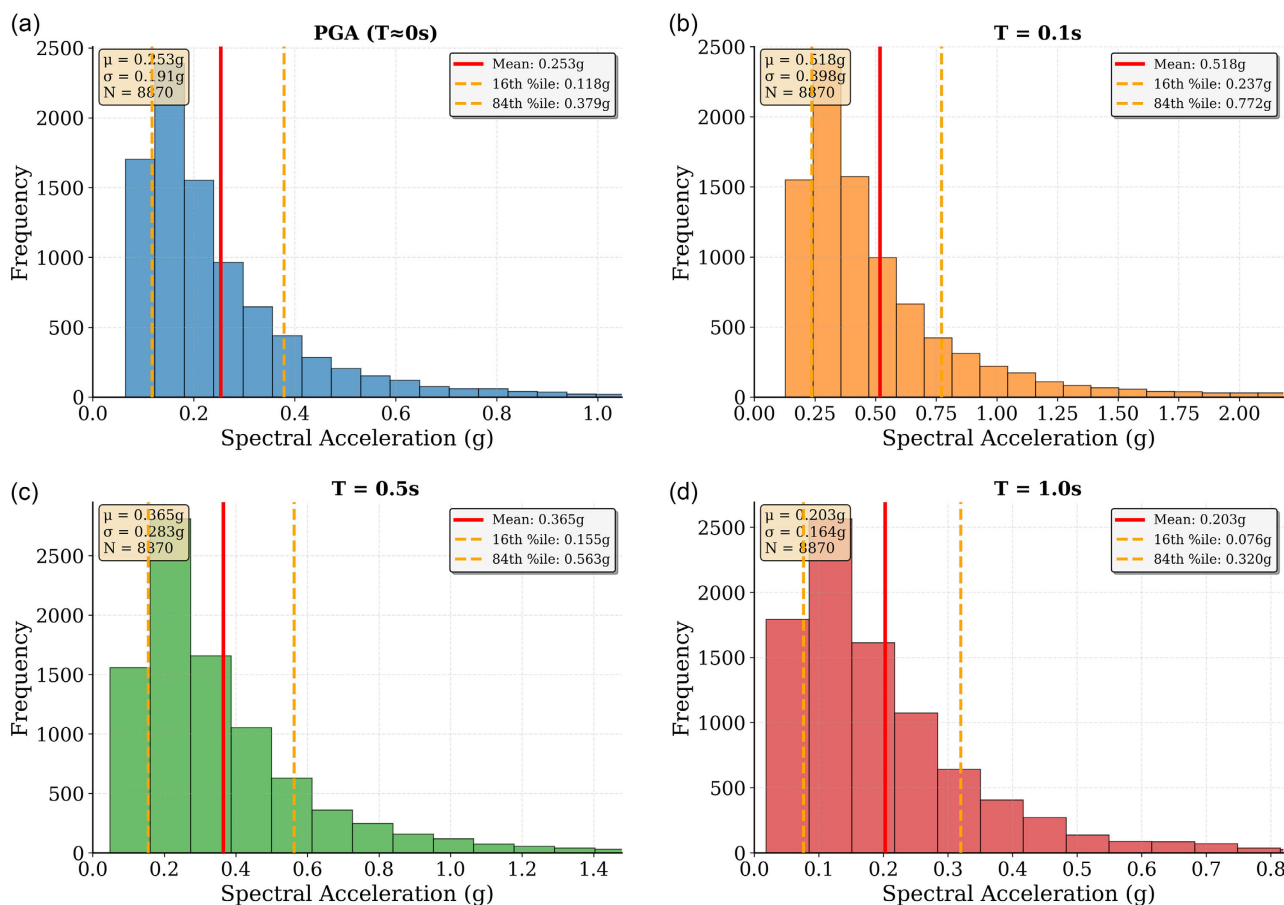 (a)
PGA (T≈0s)
μ = 0.253g
σ = 0.191g
N = 8870
Mean: 0.253g
16th %ile: 0.118g
84th %ile: 0.379g
Frequency
2500
2000
1500
1000
500
0
0.0 0.2 0.4 0.6 0.8 1.0
Spectral Acceleration (g)
(b)
T = 0.1s
μ = 0.518g
σ = 0.398g
N = 8870
Mean: 0.518g
16th %ile: 0.237g
84th %ile: 0.772g
Frequency
2500
2000
1500
1000
500
0
0.00 0.25 0.50 0.75 1.00 1.25 1.50 1.75 2.00
Spectral Acceleration (g)
(c)
T = 0.5s
μ = 0.365g
σ = 0.283g
N = 8870
Mean: 0.365g
16th %ile: 0.155g
84th %ile: 0.563g
Frequency
2500
2000
1500
1000
500
0
0.0 0.2 0.4 0.6 0.8 1.0 1.2 1.4
Spectral Acceleration (g)
(d)
T = 1.0s
μ = 0.203g
σ = 0.164g
N = 8870
Mean: 0.203g
16th %ile: 0.076g
84th %ile: 0.320g
Frequency
2500
2000
1500
1000
500
0
0.0 0.1 0.2 0.3 0.4 0.5 0.6 0.7 0.8
Spectral Acceleration (g)